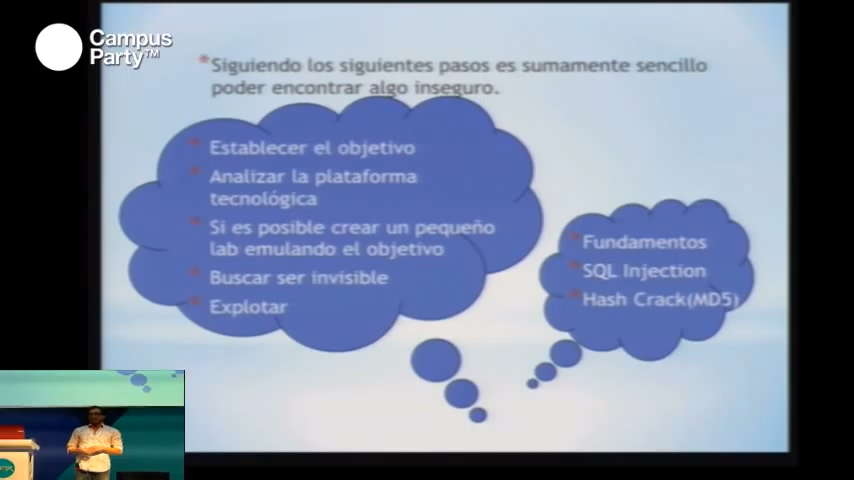 Campus
Party™
* Siguiendo los siguientes pasos es sumamente sencillo
poder encontrar algo inseguro.
* Establecer el objetivo
* Analizar la plataforma
tecnológica
* Si es posible crear un pequeño
lab emulando el objetivo
* Buscar ser invisible
* Explotar
* Fundamentos
* SQL Injection
* Hash Crack(MD5)